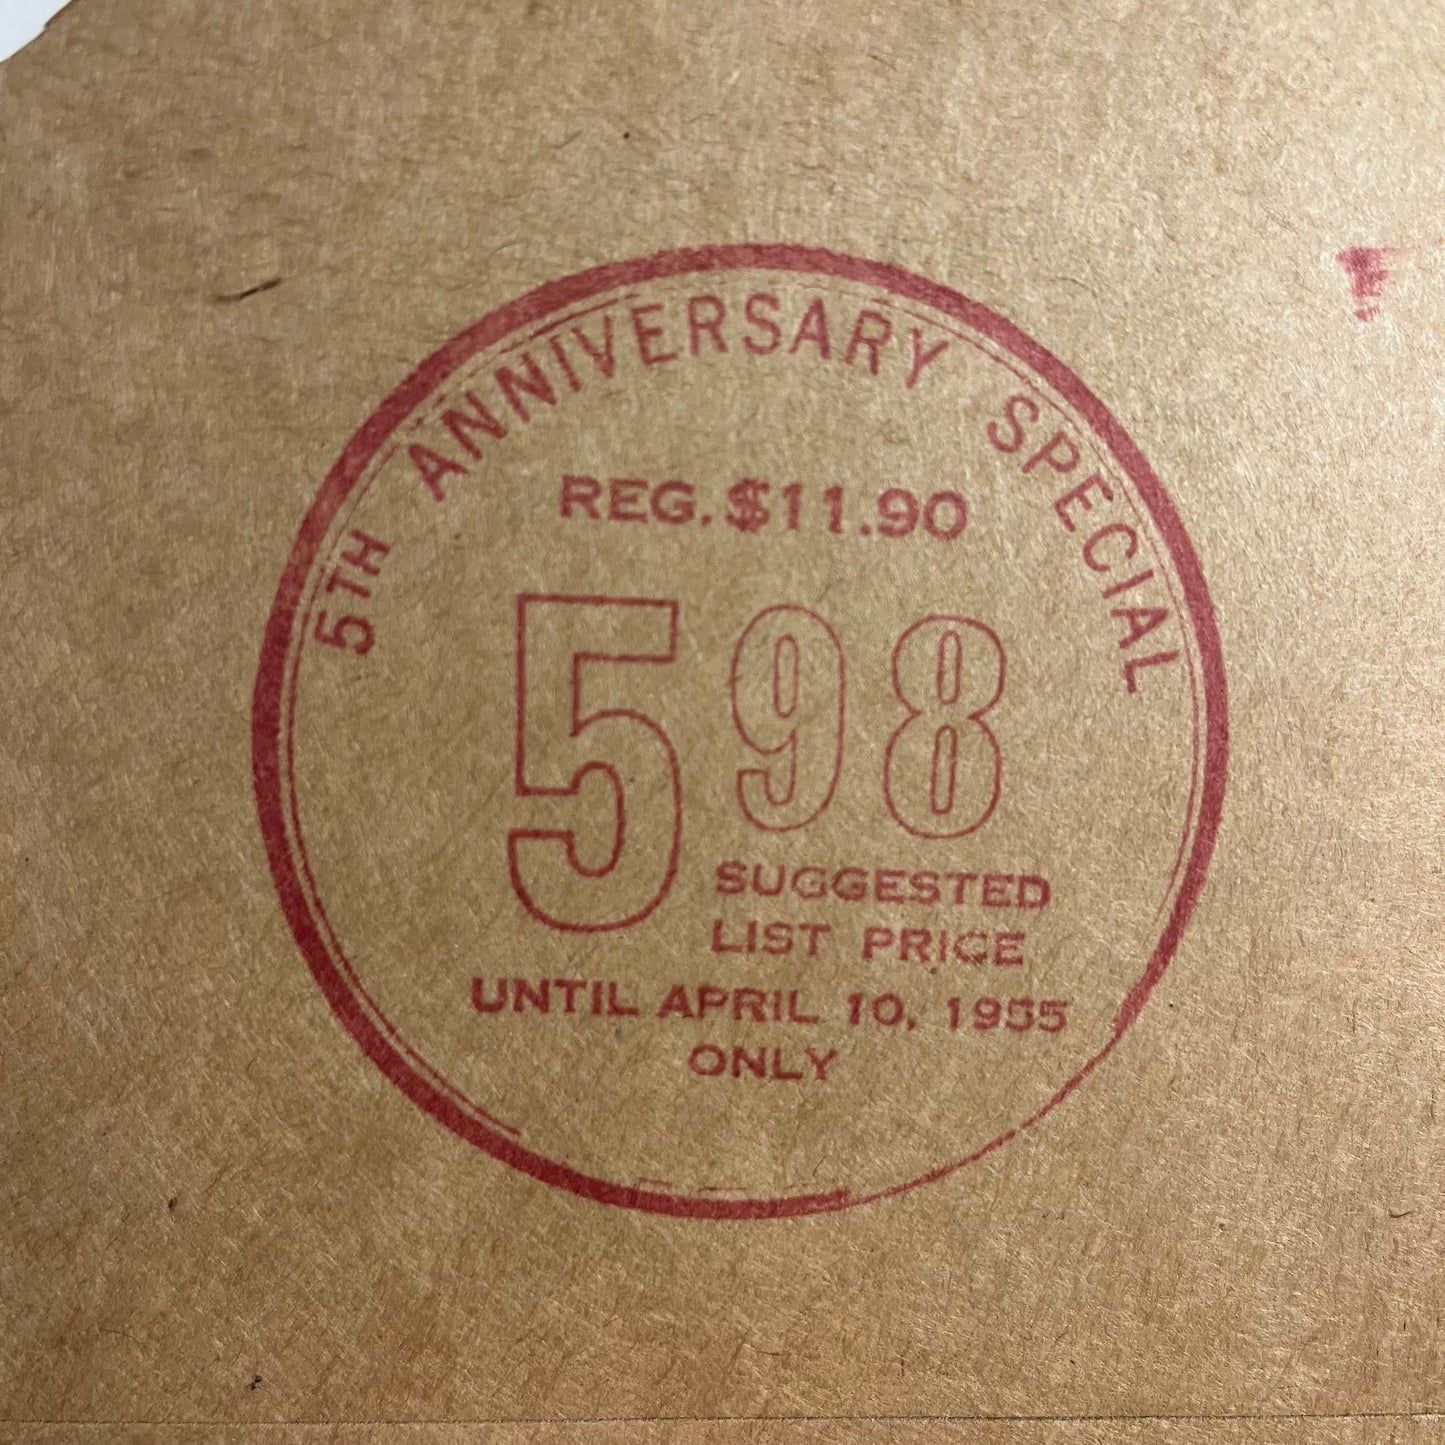 5TH ANNIVERSARY SPECIAL
REG. $11.90
598
SUGGESTED
LIST PRICE
UNTIL APRIL 10, 1955
ONLY